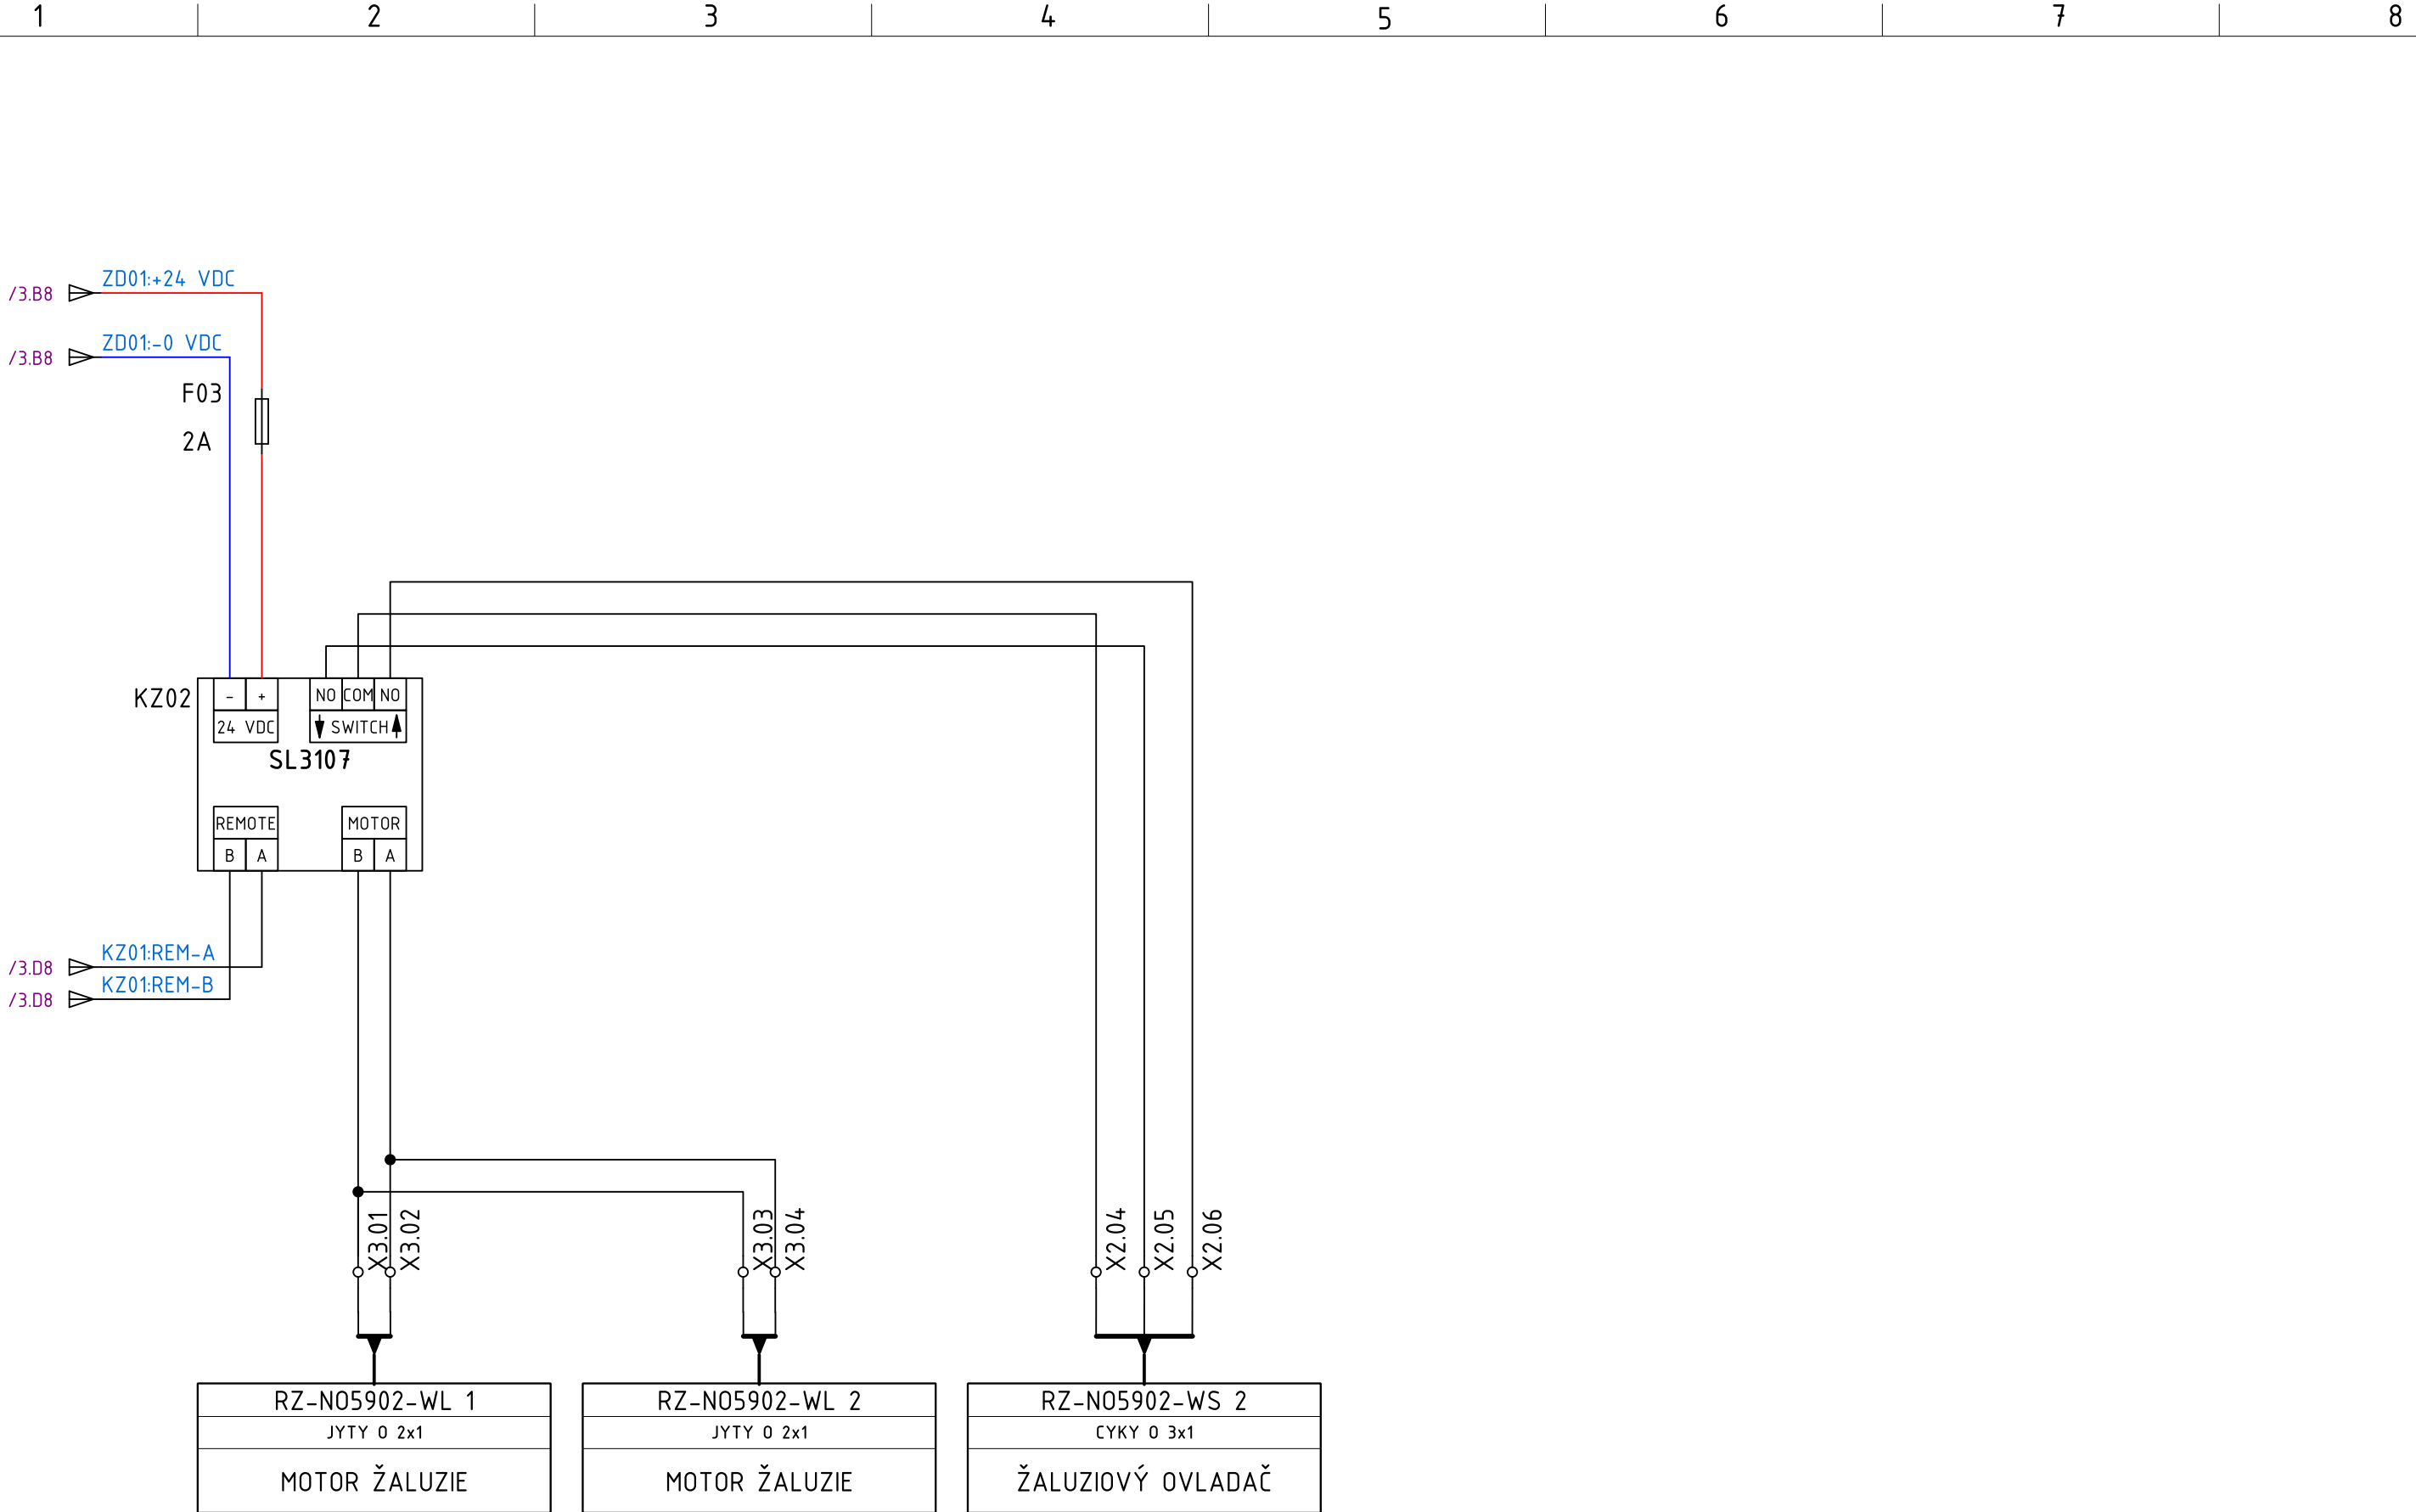 1 2 3 4 5 6 7 8
ZD01:+24 VDC
/3.B8
ZD01:-0 VDC
/3.B8
F03
2A
KZ02
- + NO COM NO
24 VDC SWITCH
SL3107
REMOTE MOTOR
B A B A
KZ01:REM-A
/3.D8
KZ01:REM-B
/3.D8
X3.01
X3.02
X3.03
X3.04
X2.04
X2.05
X2.06
RZ-N05902-WL 1
JYTY O 2x1
MOTOR ŽALUZIE
RZ-N05902-WL 2
JYTY O 2x1
MOTOR ŽALUZIE
RZ-N05902-WS 2
CYKY O 3x1
ŽALUZIOVÝ OVLADAČ